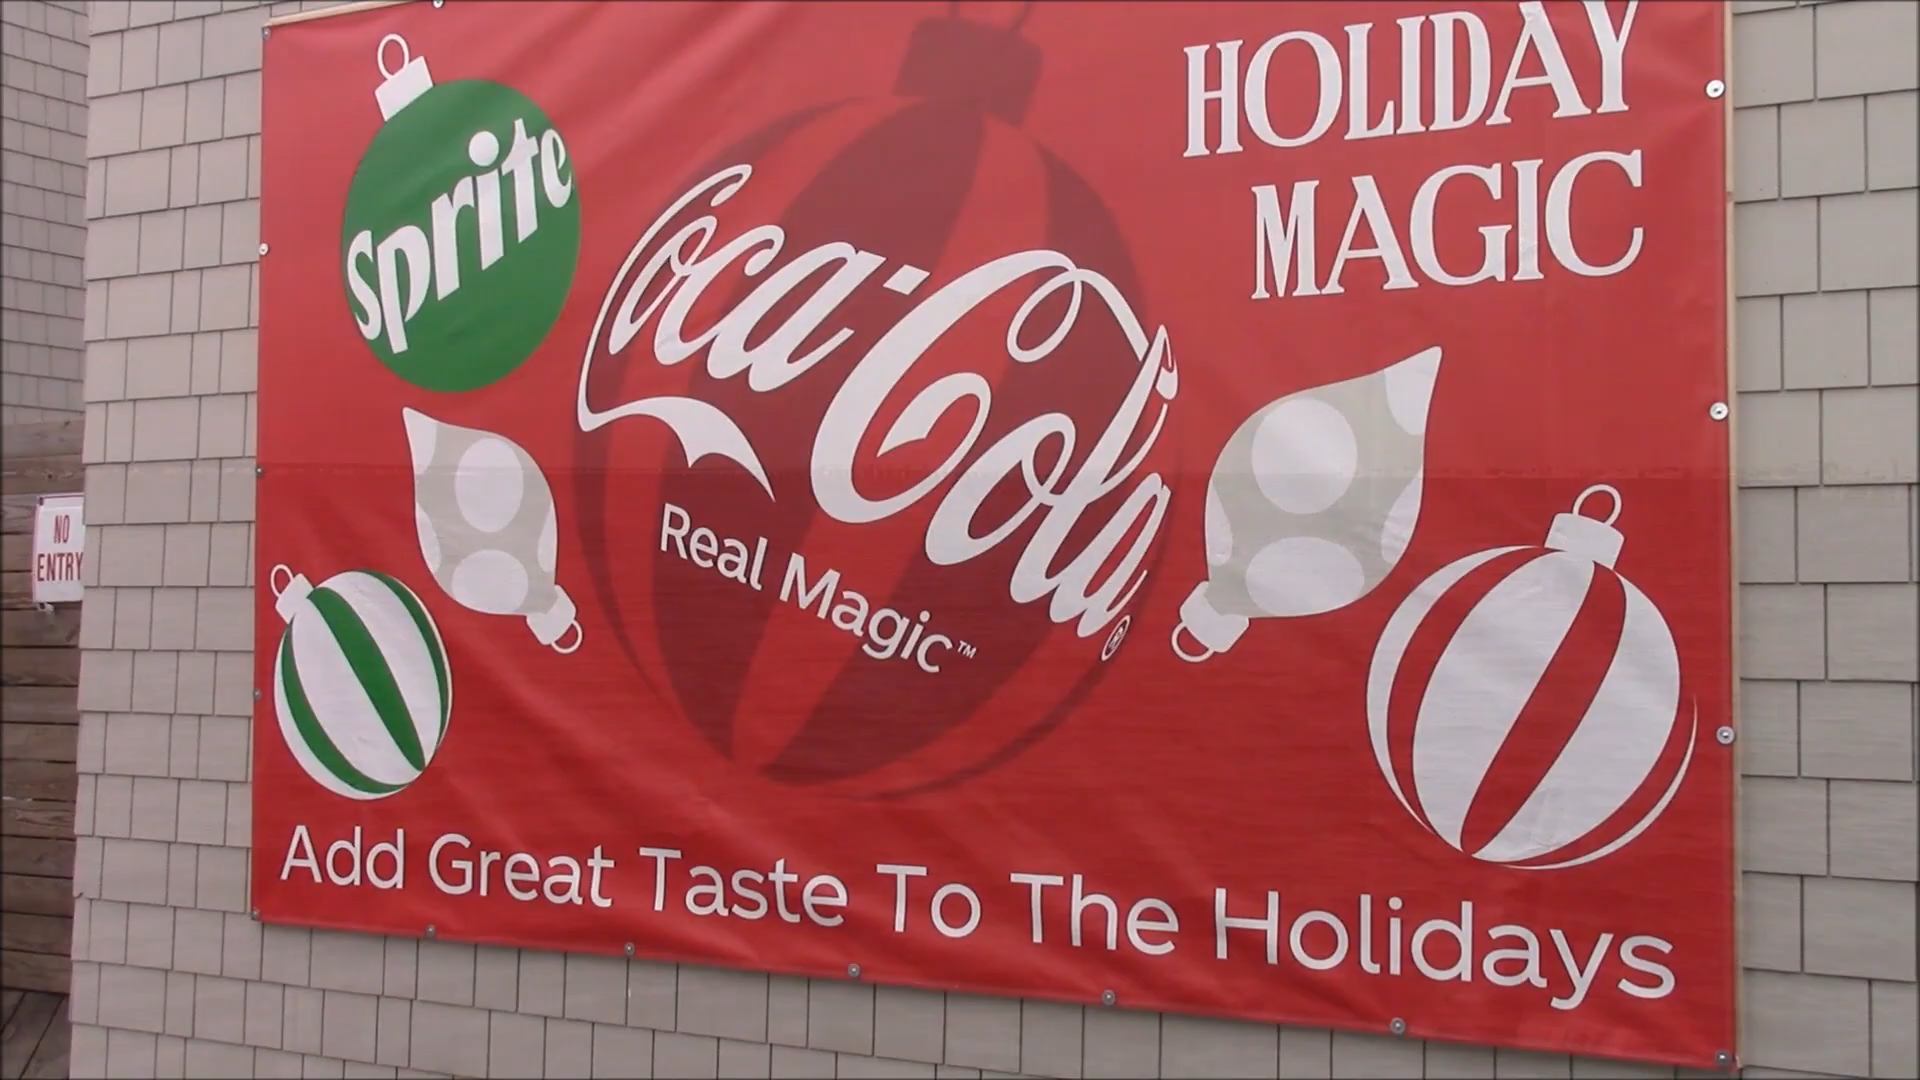 HOLIDAY
MAGIC
Sprite
Coca-Cola®
Real Magic™
NO
ENTRY
Add Great Taste To The Holidays